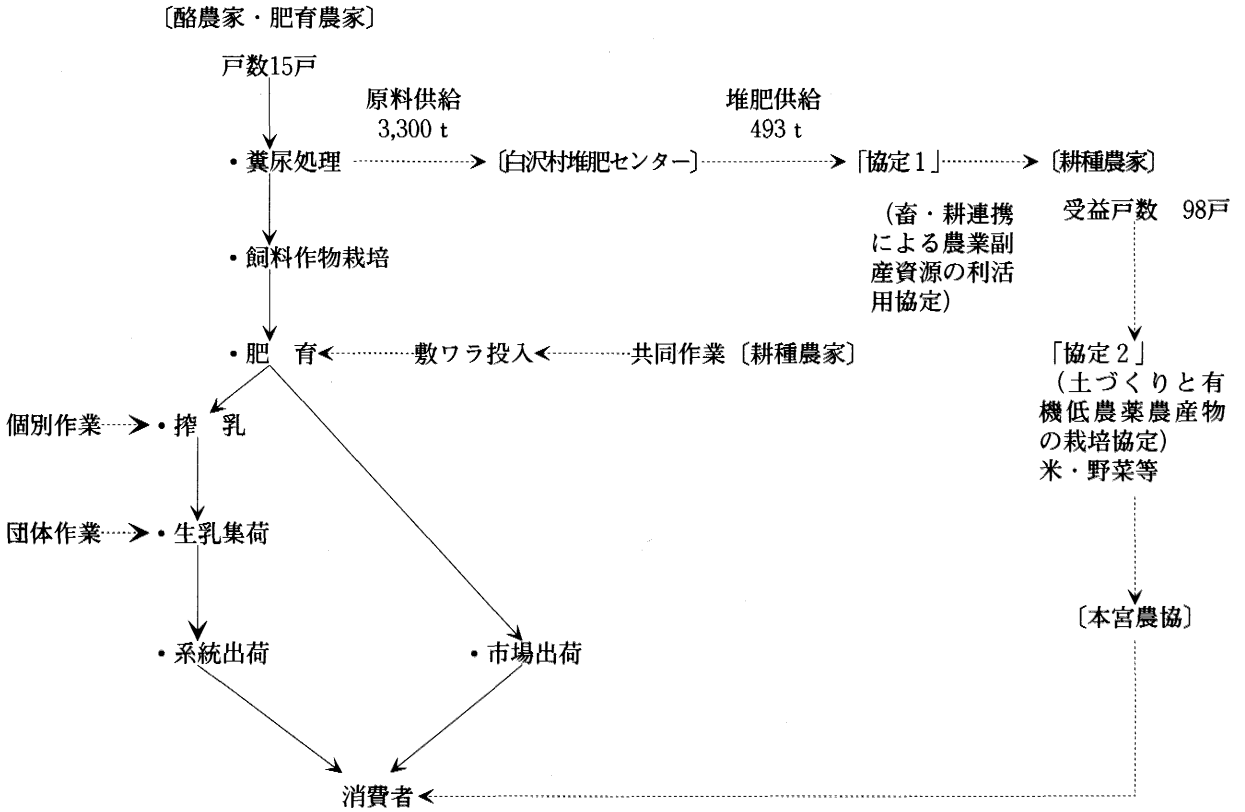 〔酪農家・肥育農家〕
戸数15戸
原料供給
3,300 t
堆肥供給
493 t
・糞尿処理
〔白沢村堆肥センター〕
「協定1」
〔耕種農家〕
（畜・耕連携
による農業副
産資源の利活
用協定）
受益戸数　98戸
・飼料作物栽培
・肥　育
敷ワラ投入
共同作業〔耕種農家〕
「協定2」
（土づくりと有
機低農薬農産物
の栽培協定）
米・野菜等
個別作業
・搾　乳
団体作業
・生乳集荷
〔本宮農協〕
・系統出荷
・市場出荷
消費者